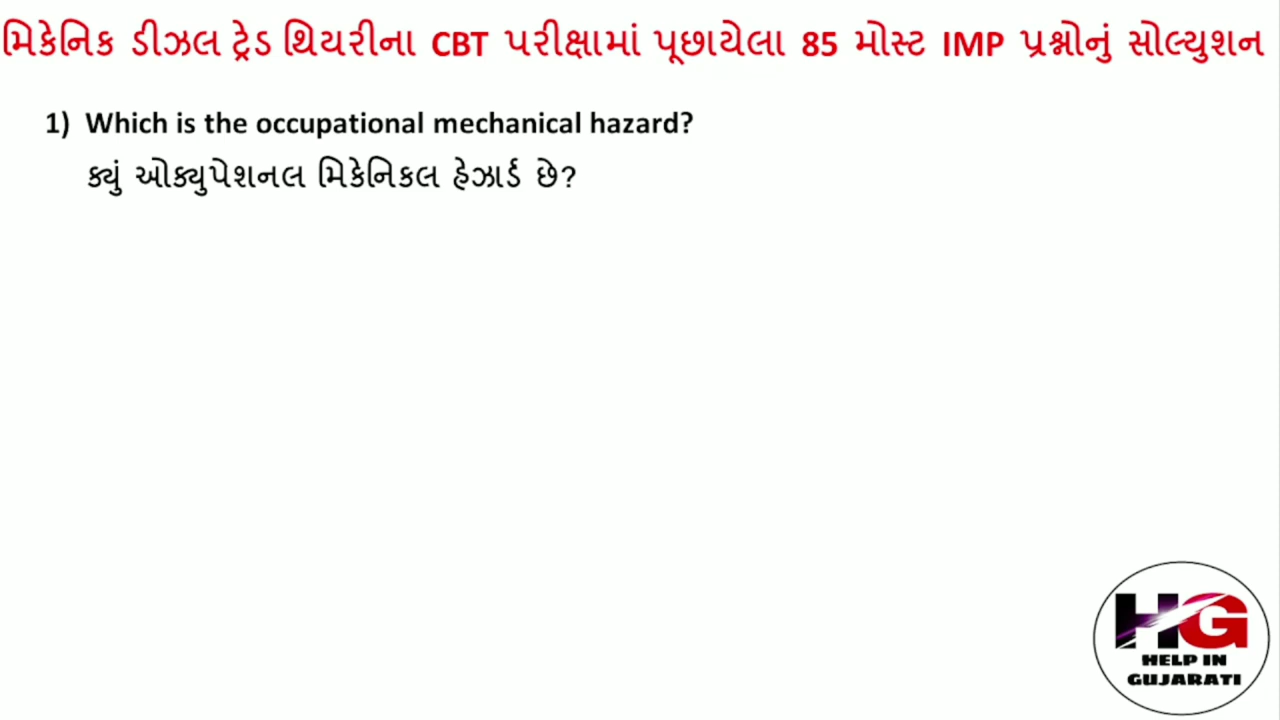 મિકેનિક ડીઝલ ટ્રેડ થિયરીના CBT પરીક્ષામાં પૂછાયેલા 85 મોસ્ટ IMP પ્રશ્નોનું સોલ્યુશન
1) Which is the occupational mechanical hazard?
ક્યું ઓક્યુપેશનલ મિકેનિકલ હેઝાર્ડ છે?
HG
HELP IN
GUJARATI